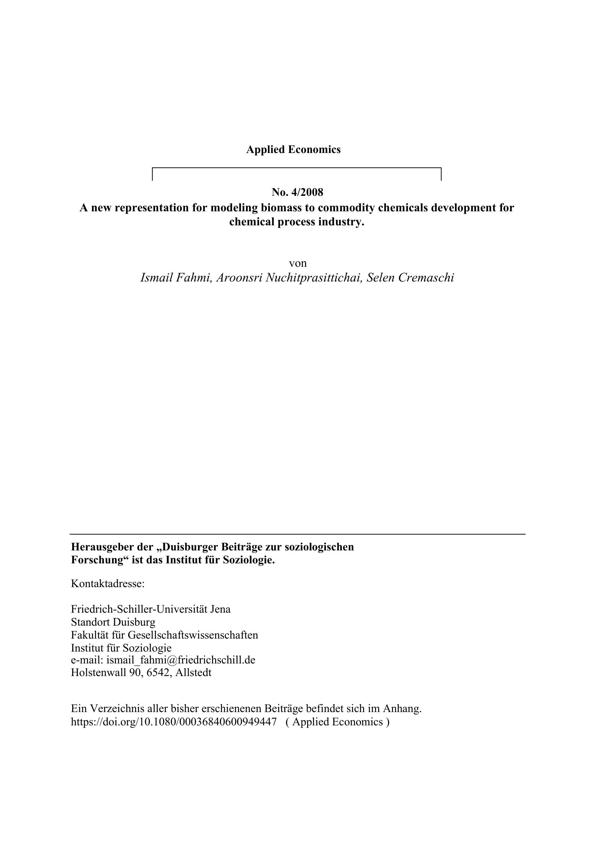 Applied Economics
No. 4/2008
A new representation for modeling biomass to commodity chemicals development for
chemical process industry.
von
Ismail Fahmi, Aroonsri Nuchitprasittichai, Selen Cremaschi
Herausgeber der „Duisburger Beiträge zur soziologischen
Forschung“ ist das Institut für Soziologie.
Kontaktadresse:
Friedrich-Schiller-Universität Jena
Standort Duisburg
Fakultät für Gesellschaftswissenschaften
Institut für Soziologie
e-mail: ismail_fahmi@friedrichschill.de
Holstenwall 90, 6542, Allstedt
Ein Verzeichnis aller bisher erschienenen Beiträge befindet sich im Anhang.
https://doi.org/10.1080/00036840600949447 ( Applied Economics )